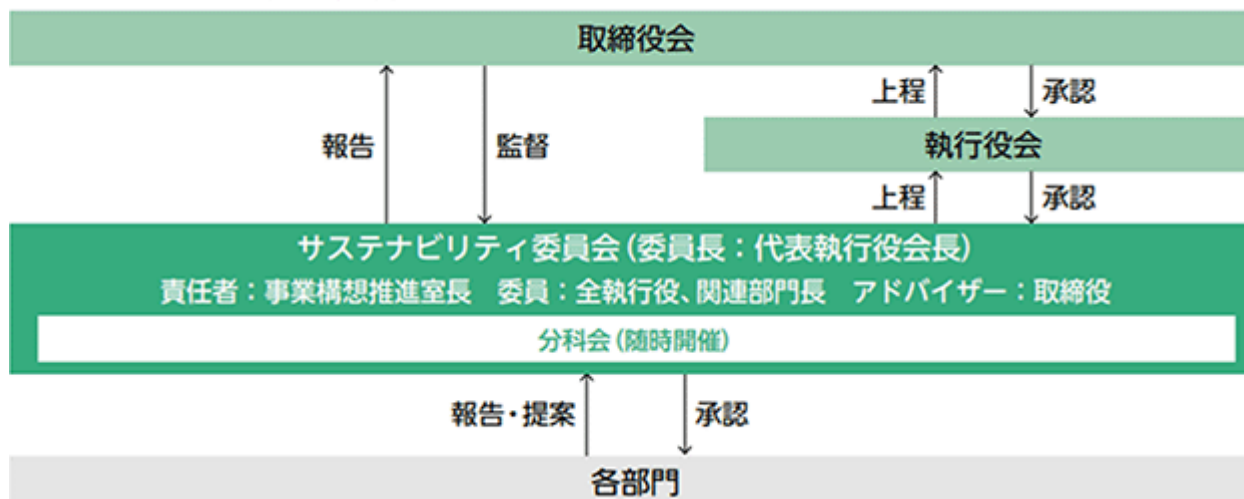 取締役会
上程
承認
報告
監督
執行役会
上程
承認
サステナビリティ委員会(委員長：代表執行役会長)
責任者：事業構想推進室長　委員：全執行役、関連部門長　アドバイザー：取締役
分科会(随時開催)
報告・提案
承認
各部門